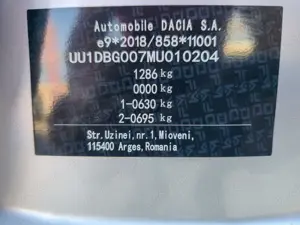 Automobile DACIA S.A.
e9*2018/858*11001
UU1DBG007MU010204
1286 kg
0000 kg
1-0630 kg
2-0695 kg
Str. Uzinei, nr. 1, Mioveni,
115400 Arges, Romania